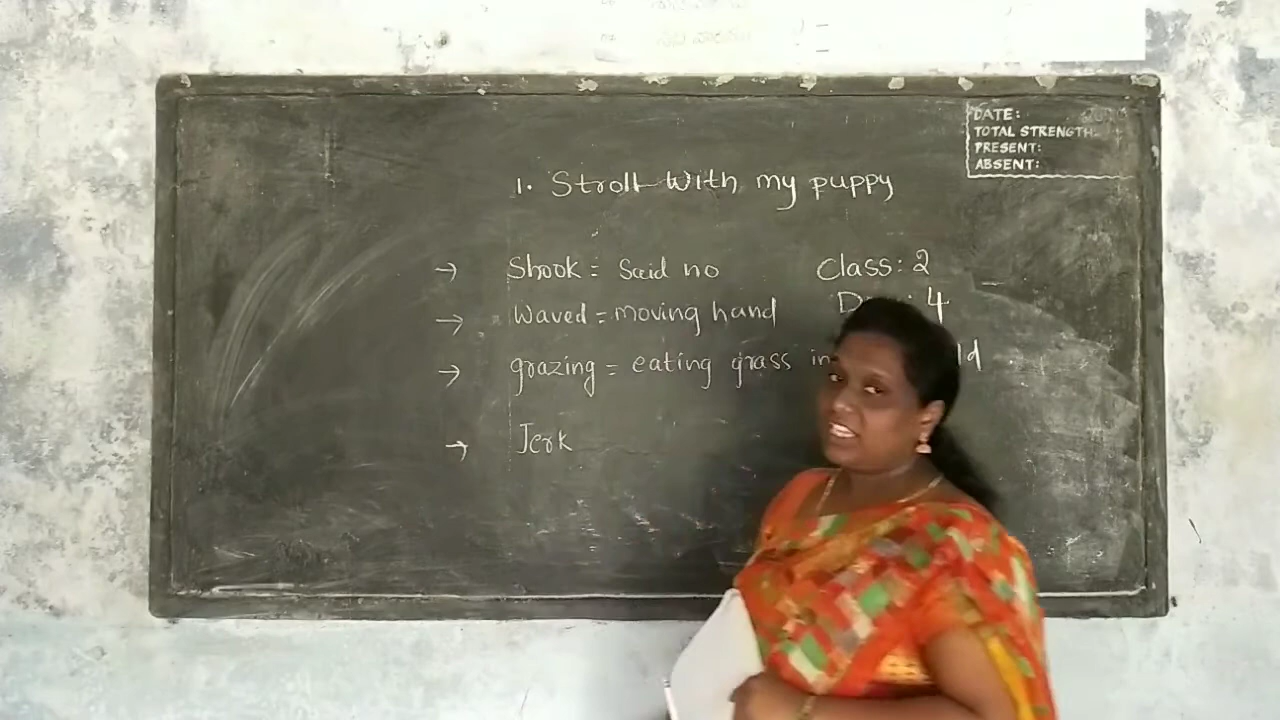 DATE:
TOTAL STRENGTH:
PRESENT:
ABSENT:
1. Stroll With my puppy
→ Shook = Said no Class: 2
→ Waved = moving hand 4
→ grazing = eating grass in
→ Jerk